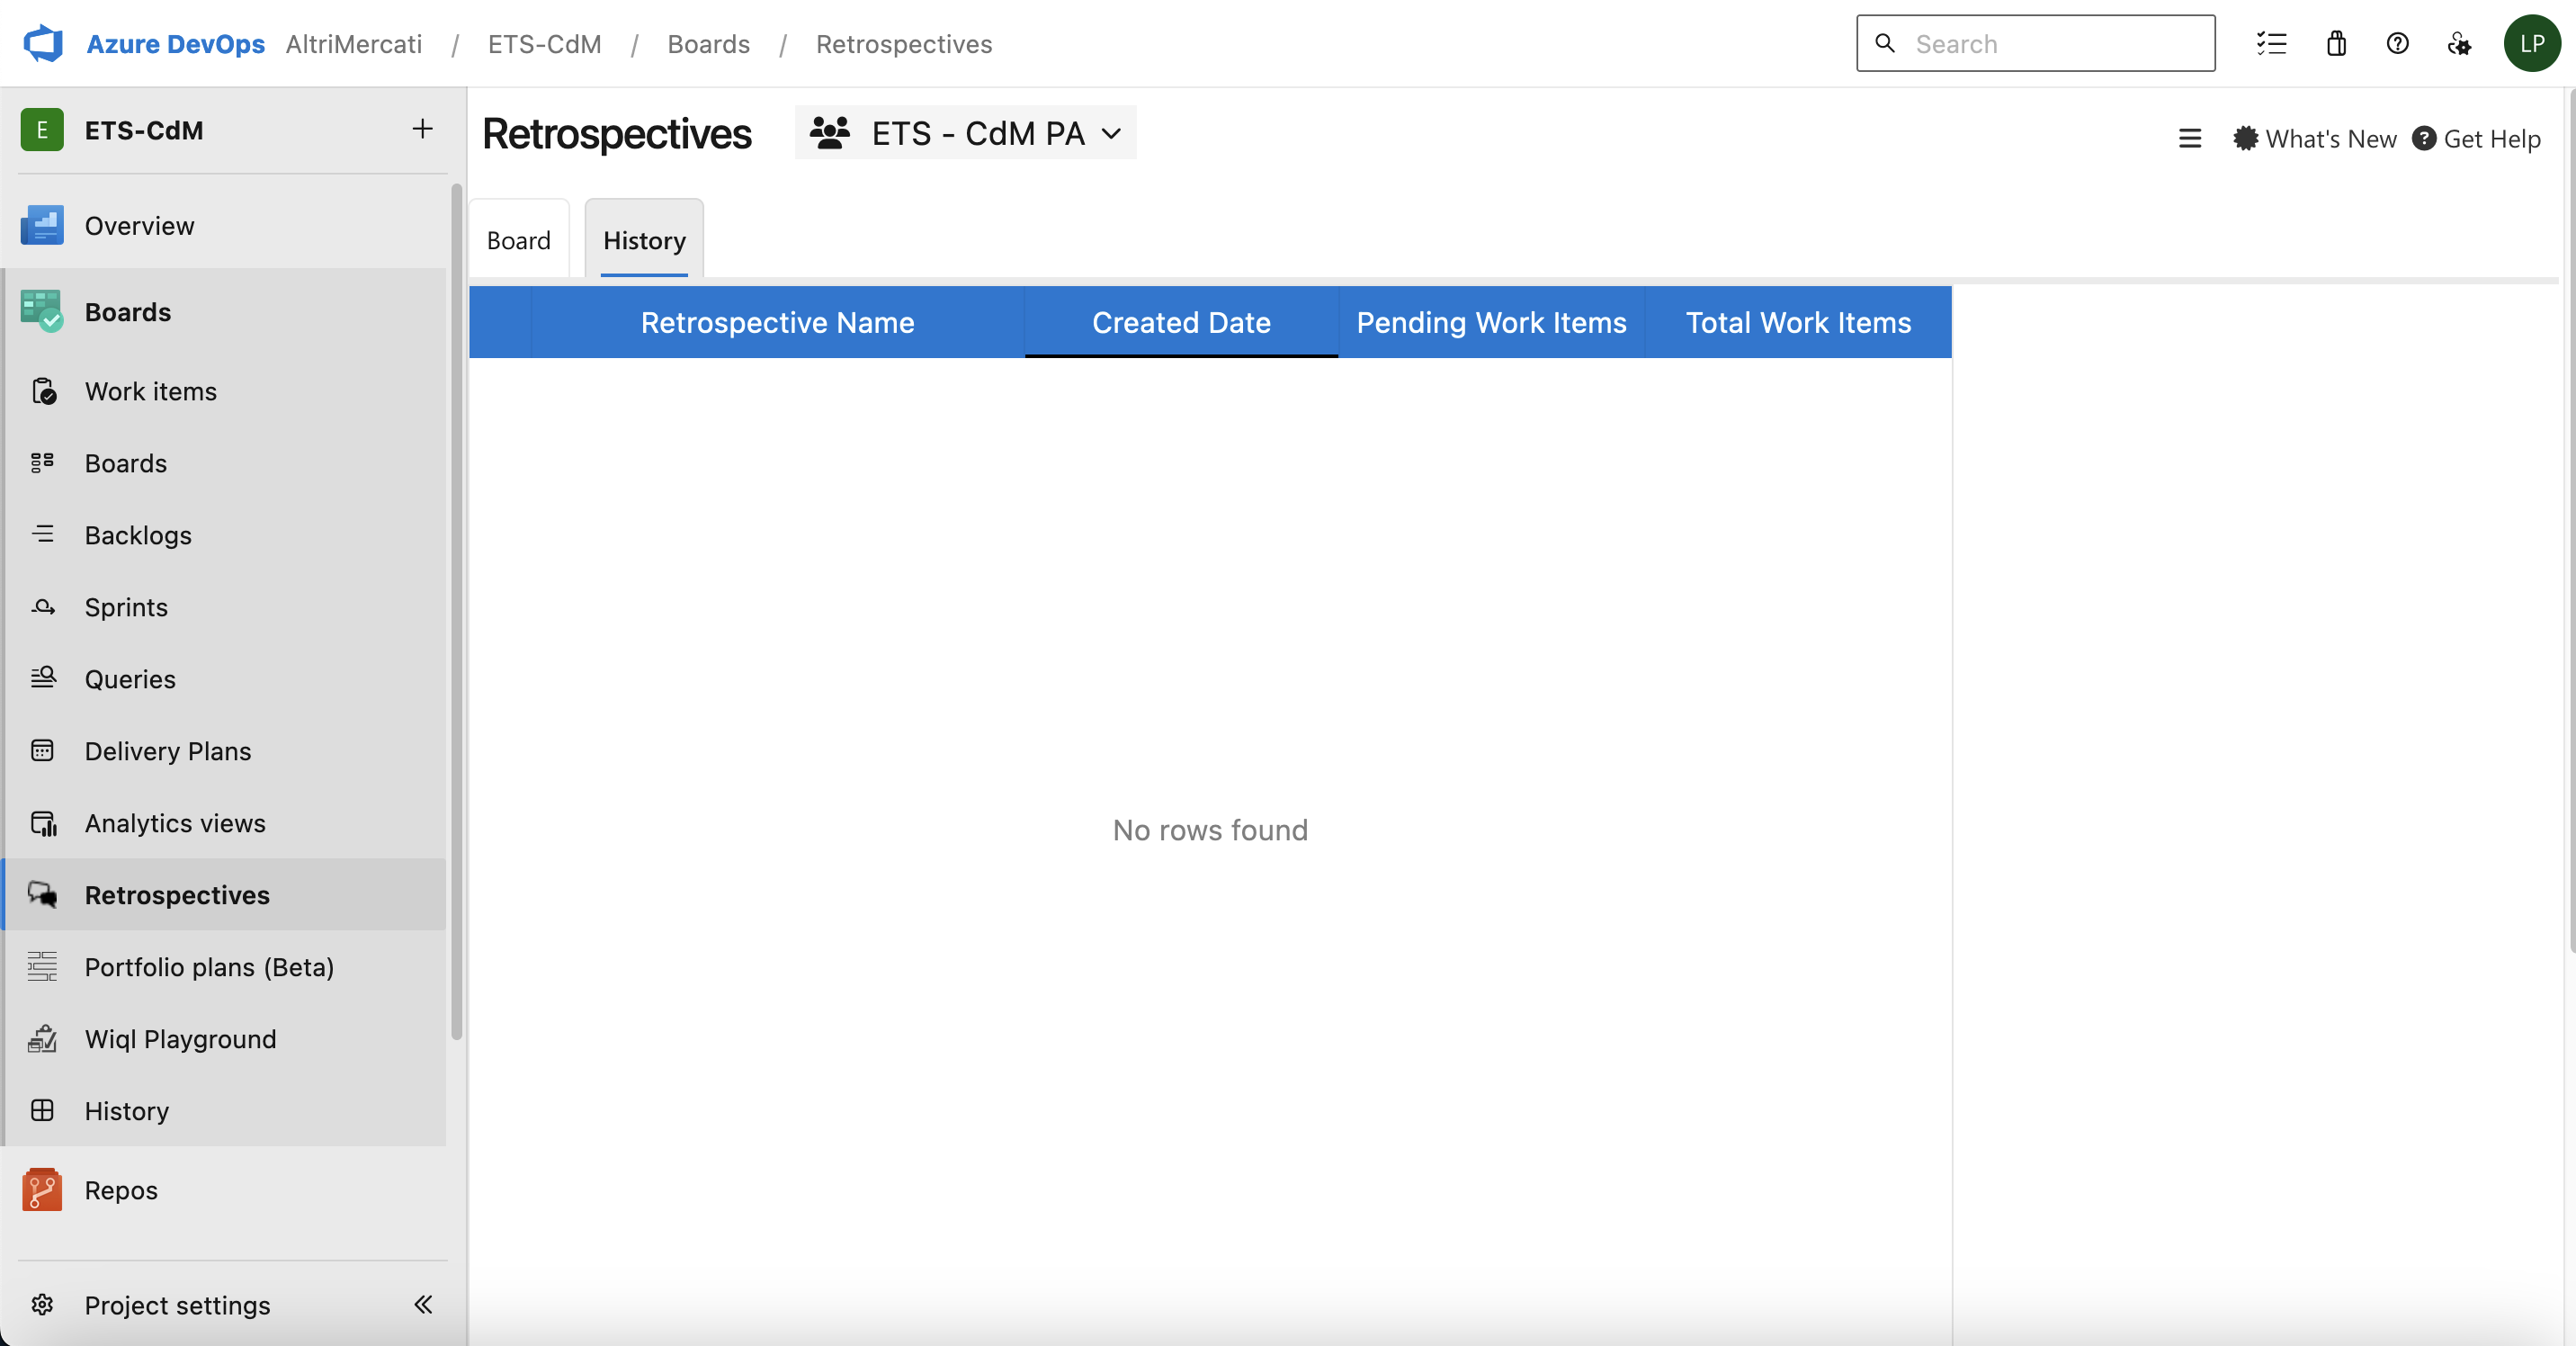 Azure DevOps AltriMercati / ETS-CdM / Boards / Retrospectives
Search
LP
E ETS-CdM
Retrospectives
ETS - CdM PA
What's New
Get Help
Overview
Board
History
Boards
Retrospective Name
Created Date
Pending Work Items
Total Work Items
Work items
Boards
Backlogs
Sprints
Queries
Delivery Plans
Analytics views
No rows found
Retrospectives
Portfolio plans (Beta)
Wiql Playground
History
Repos
Project settings